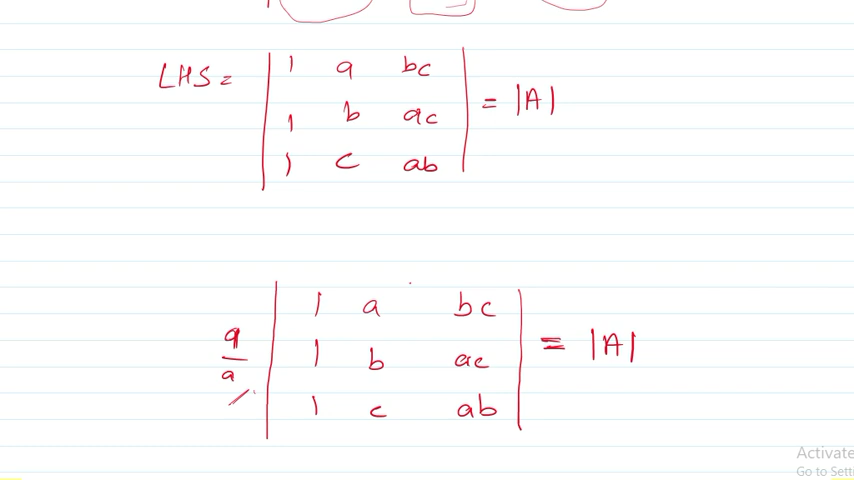 LHS = | 1 a bc |
| 1 b ac | = |A|
| 1 c ab |
| 1 a bc |
a/a | 1 b ac | = |A|
| 1 c ab |
Activate
Go to Setti